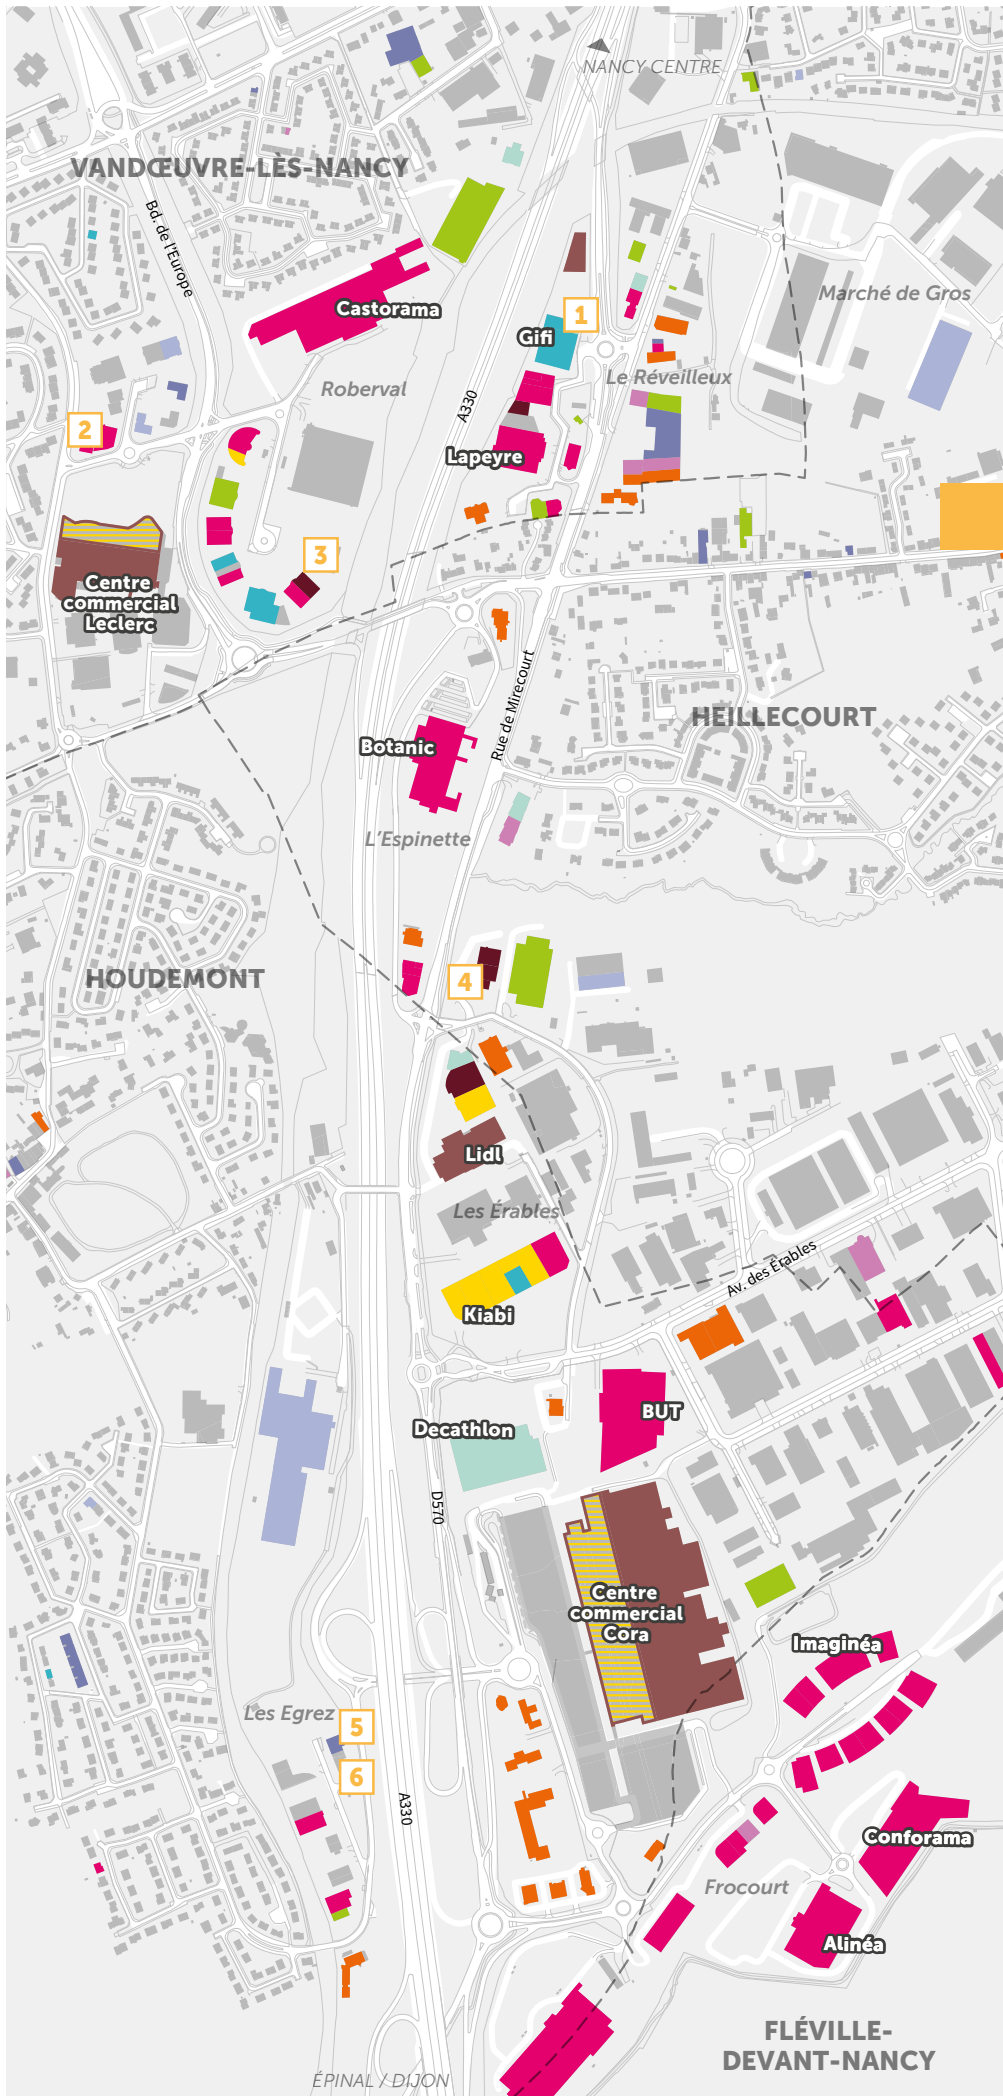 NANCY CENTRE
VANDŒUVRE-LÈS-NANCY
Bd. de l'Europe
Marché de Gros
Castorama
1
Gifi
Roberval
A330
Le Réveilleux
2
Lapeyre
3
Centre
commercial
Leclerc
Rue de Mirecourt
HEILLECOURT
Botanic
L'Espinette
HOUDEMONT
4
Lidl
Les Érables
Av. des Érables
Kiabi
BUT
Decathlon
D570
Centre
commercial
Cora
Imaginéa
Les Egrez
5
6
A330
Conforama
Frocourt
Alinéa
FLÉVILLE-
DEVANT-NANCY
ÉPINAL / DIJON